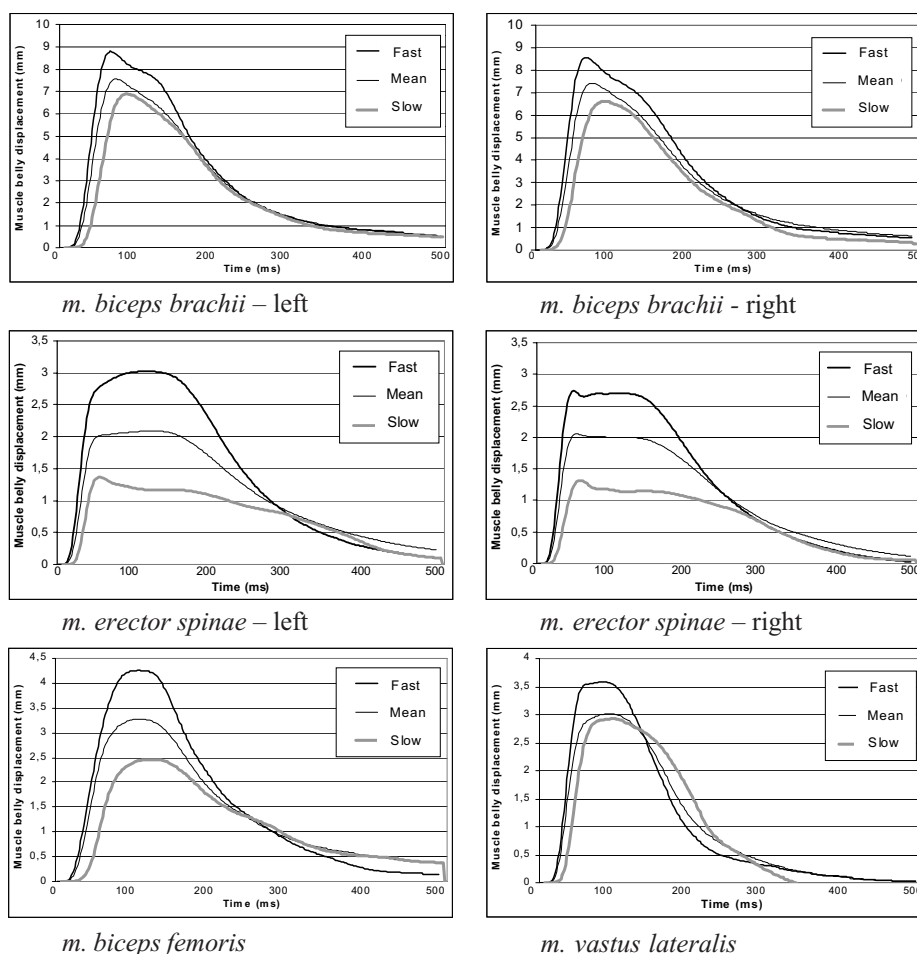 10
9
8
7
6
5
4
3
2
1
0
Muscle belly displacement (mm)
Fast
Mean
Slow
0 100 200 300 400 500
Time (ms)
m. biceps brachii – left
10
9
8
7
6
5
4
3
2
1
0
Muscle belly displacement (mm)
Fast
Mean
Slow
0 100 200 300 400 500
Time (ms)
m. biceps brachii - right
3,5
3
2,5
2
1,5
1
0,5
0
Muscle belly displacement (mm)
Fast
Mean
Slow
0 100 200 300 400 500
Time (ms)
m. erector spinae – left
3,5
3
2,5
2
1,5
1
0,5
0
Muscle belly displacement (mm)
Fast
Mean
Slow
0 100 200 300 400 500
Time (ms)
m. erector spinae – right
4,5
4
3,5
3
2,5
2
1,5
1
0,5
0
Muscle belly displacement (mm)
Fast
Mean
Slow
0 100 200 300 400 500
Time (ms)
m. biceps femoris
4
3,5
3
2,5
2
1,5
1
0,5
0
Muscle belly displacement (mm)
Fast
Mean
Slow
0 100 200 300 400 500
Time (ms)
m. vastus lateralis